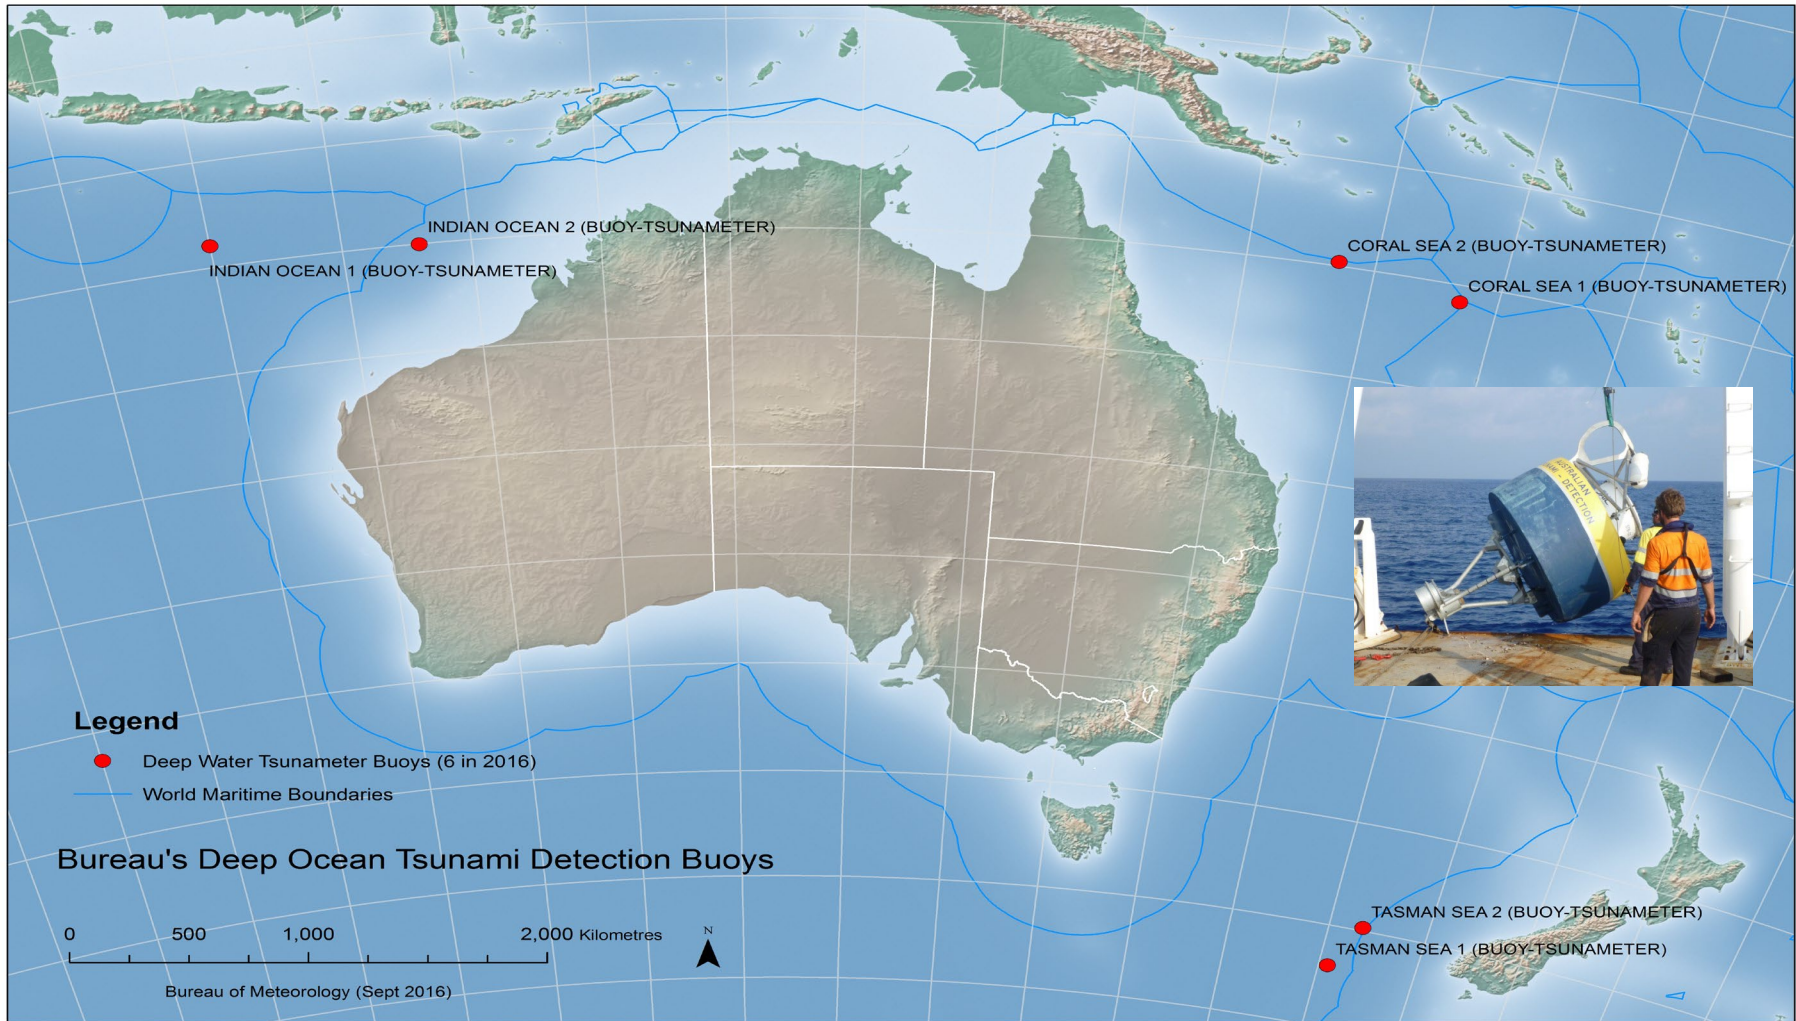 INDIAN OCEAN 2 (BUOY-TSUNAMETER)
INDIAN OCEAN 1 (BUOY-TSUNAMETER)
CORAL SEA 2 (BUOY-TSUNAMETER)
CORAL SEA 1 (BUOY-TSUNAMETER)
AUSTRALIAN
DETECTION
Legend
Deep Water Tsunameter Buoys (6 in 2016)
World Maritime Boundaries
Bureau's Deep Ocean Tsunami Detection Buoys
0 500 1,000 2,000 Kilometres
N
Bureau of Meteorology (Sept 2016)
TASMAN SEA 2 (BUOY-TSUNAMETER)
TASMAN SEA 1 (BUOY-TSUNAMETER)